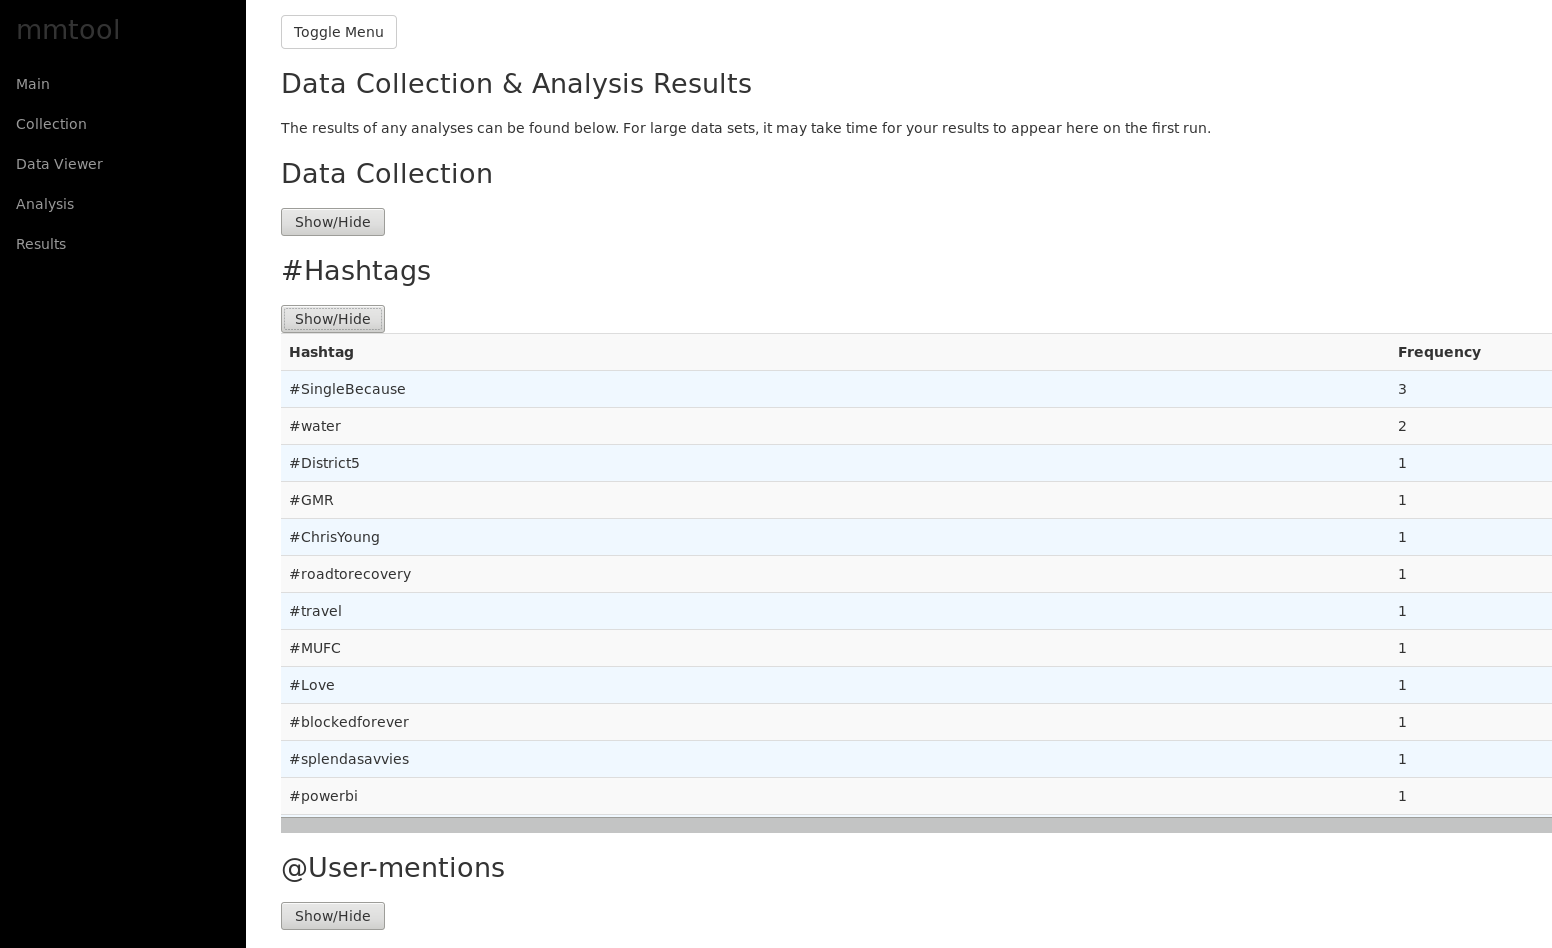 mmtool
Main
Collection
Data Viewer
Analysis
Results
Toggle Menu
Data Collection & Analysis Results
The results of any analyses can be found below. For large data sets, it may take time for your results to appear here on the first run.
Data Collection
Show/Hide
#Hashtags
Show/Hide
Hashtag Frequency
#SingleBecause 3
#water 2
#District5 1
#GMR 1
#ChrisYoung 1
#roadtorecovery 1
#travel 1
#MUFC 1
#Love 1
#blockedforever 1
#splendasavvies 1
#powerbi 1
@User-mentions
Show/Hide